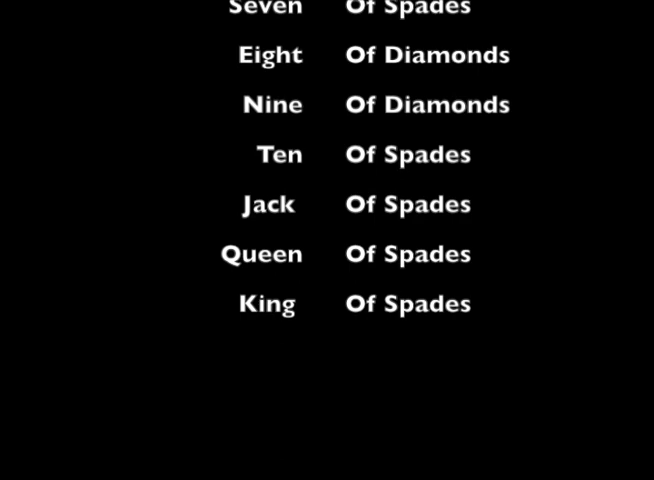 Seven Of Spades
Eight Of Diamonds
Nine Of Diamonds
Ten Of Spades
Jack Of Spades
Queen Of Spades
King Of Spades